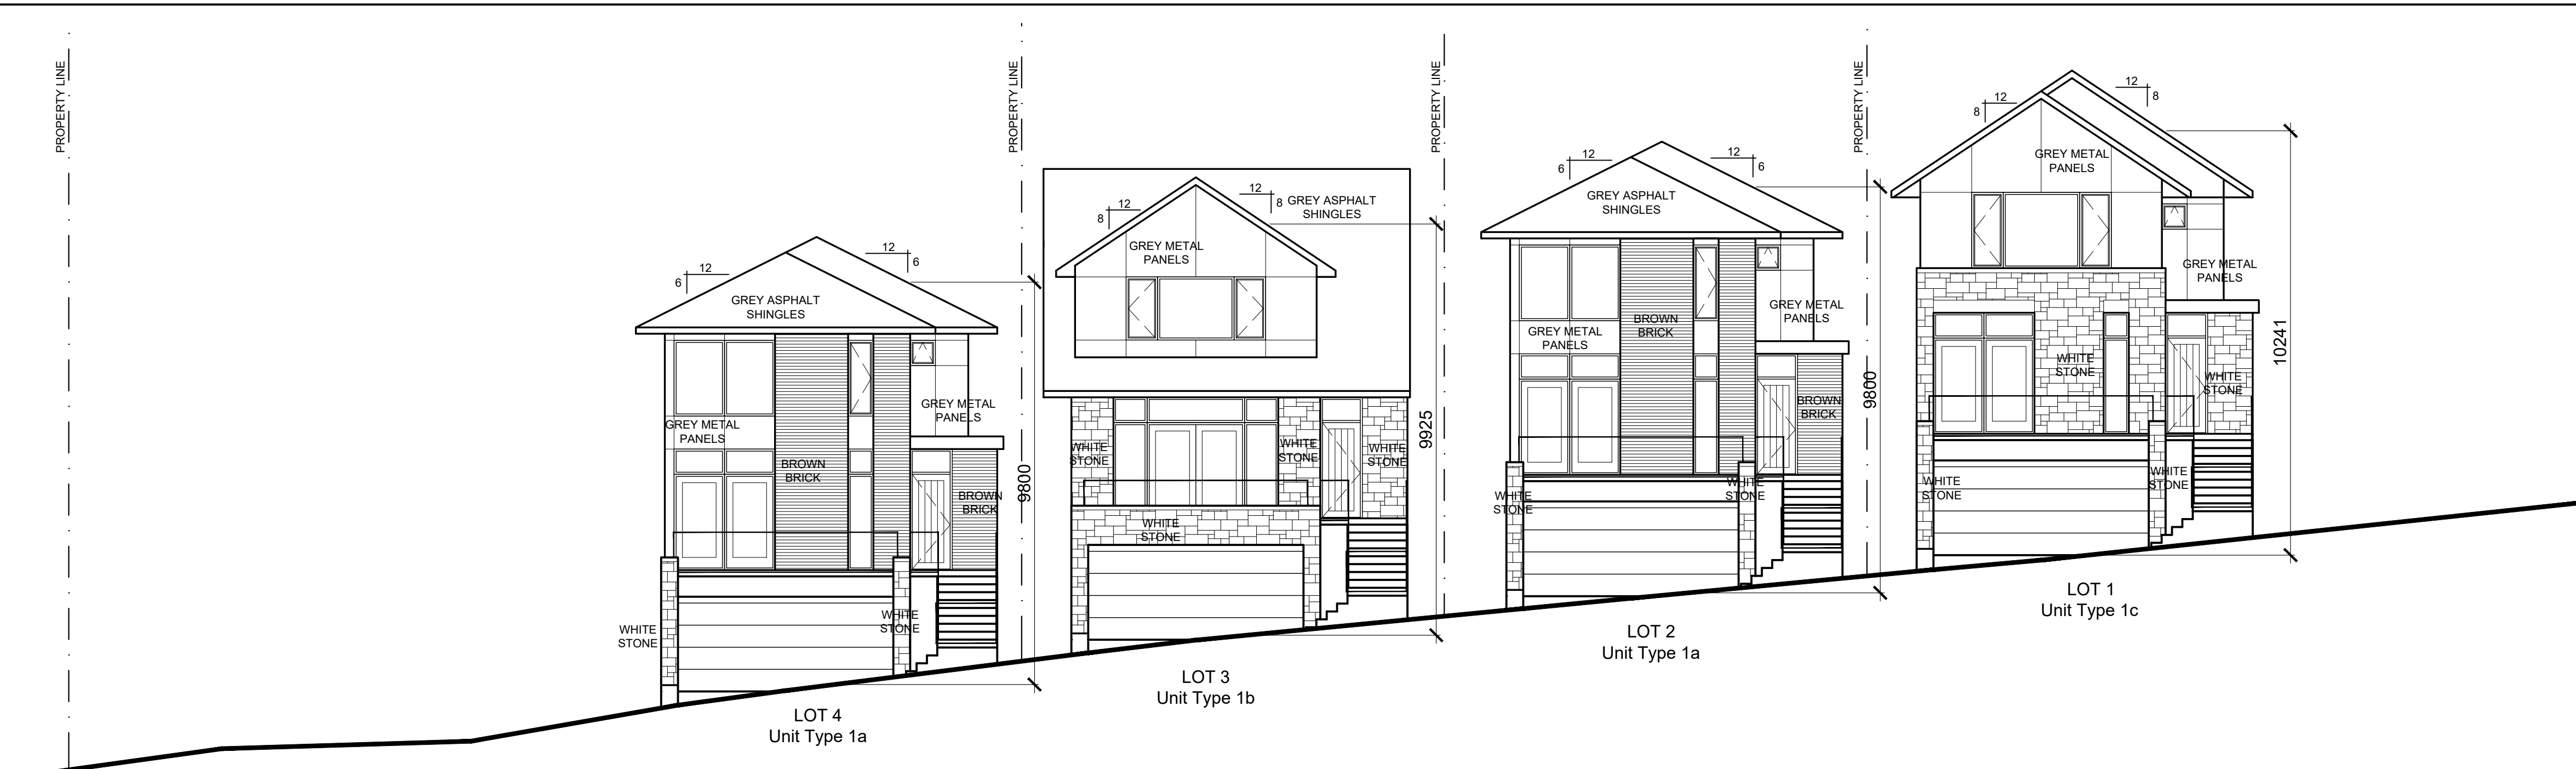 PROPERTY LINE
12
6
12
6
GREY ASPHALT
SHINGLES
GREY METAL
PANELS
GREY METAL
PANELS
BROWN
BRICK
BROWN
BRICK
WHITE
STONE
WHITE
STONE
9800
LOT 4
Unit Type 1a
PROPERTY LINE
12
8
12
8
GREY ASPHALT
SHINGLES
GREY METAL
PANELS
WHITE
STONE
WHITE
STONE
WHITE
STONE
WHITE
STONE
9925
LOT 3
Unit Type 1b
PROPERTY LINE
12
6
12
6
GREY ASPHALT
SHINGLES
GREY METAL
PANELS
BROWN
BRICK
GREY METAL
PANELS
BROWN
BRICK
WHITE
STONE
WHITE
STONE
9800
LOT 2
Unit Type 1a
PROPERTY LINE
12
8
12
8
GREY METAL
PANELS
GREY METAL
PANELS
WHITE
STONE
WHITE
STONE
WHITE
STONE
WHITE
STONE
10241
LOT 1
Unit Type 1c